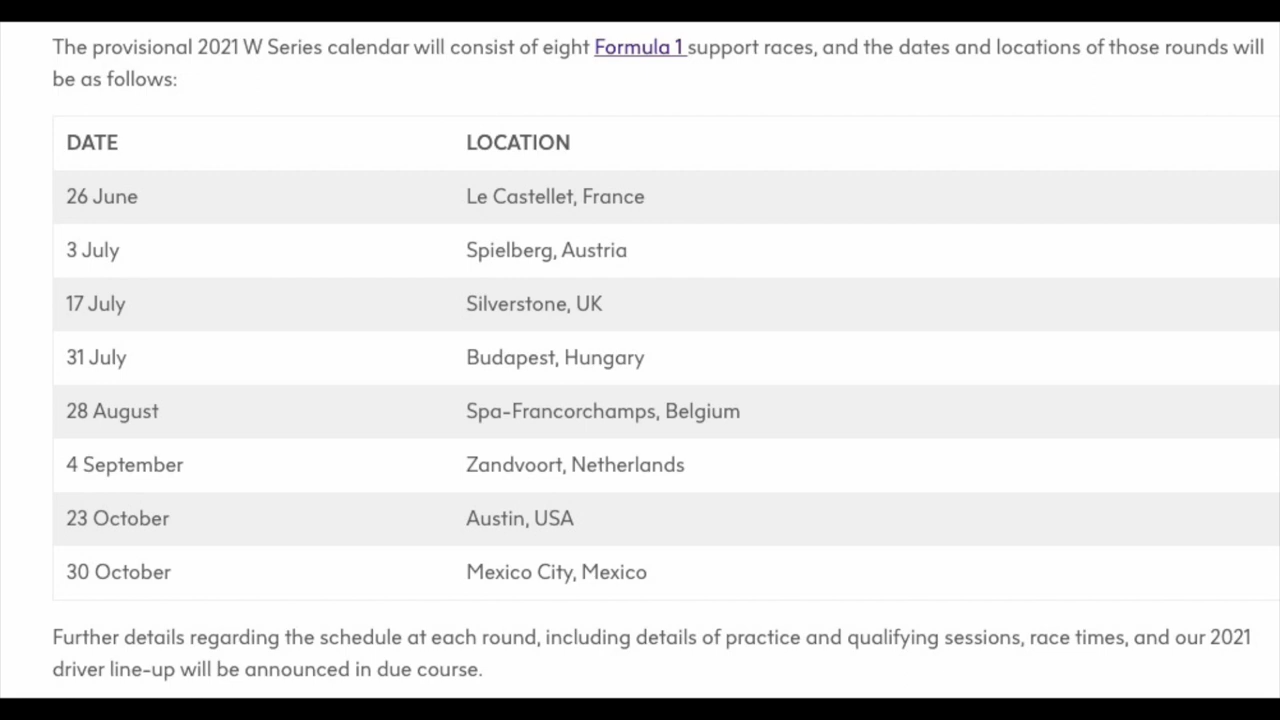 The provisional 2021 W Series calendar will consist of eight Formula 1 support races, and the dates and locations of those rounds will
be as follows:
DATE LOCATION
26 June Le Castellet, France
3 July Spielberg, Austria
17 July Silverstone, UK
31 July Budapest, Hungary
28 August Spa-Francorchamps, Belgium
4 September Zandvoort, Netherlands
23 October Austin, USA
30 October Mexico City, Mexico
Further details regarding the schedule at each round, including details of practice and qualifying sessions, race times, and our 2021
driver line-up will be announced in due course.